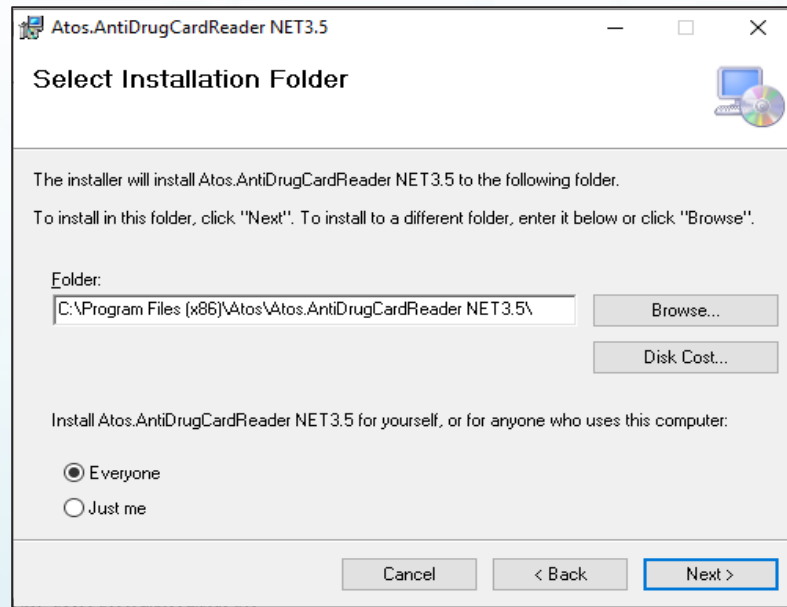 Atos.AntiDrugCardReader NET3.5
Select Installation Folder
The installer will install Atos.AntiDrugCardReader NET3.5 to the following folder.
To install in this folder, click "Next". To install to a different folder, enter it below or click "Browse".
Folder:
C:\Program Files (x86)\Atos\Atos.AntiDrugCardReader NET3.5\
Browse...
Disk Cost...
Install Atos.AntiDrugCardReader NET3.5 for yourself, or for anyone who uses this computer:
Everyone
Just me
Cancel
< Back
Next >